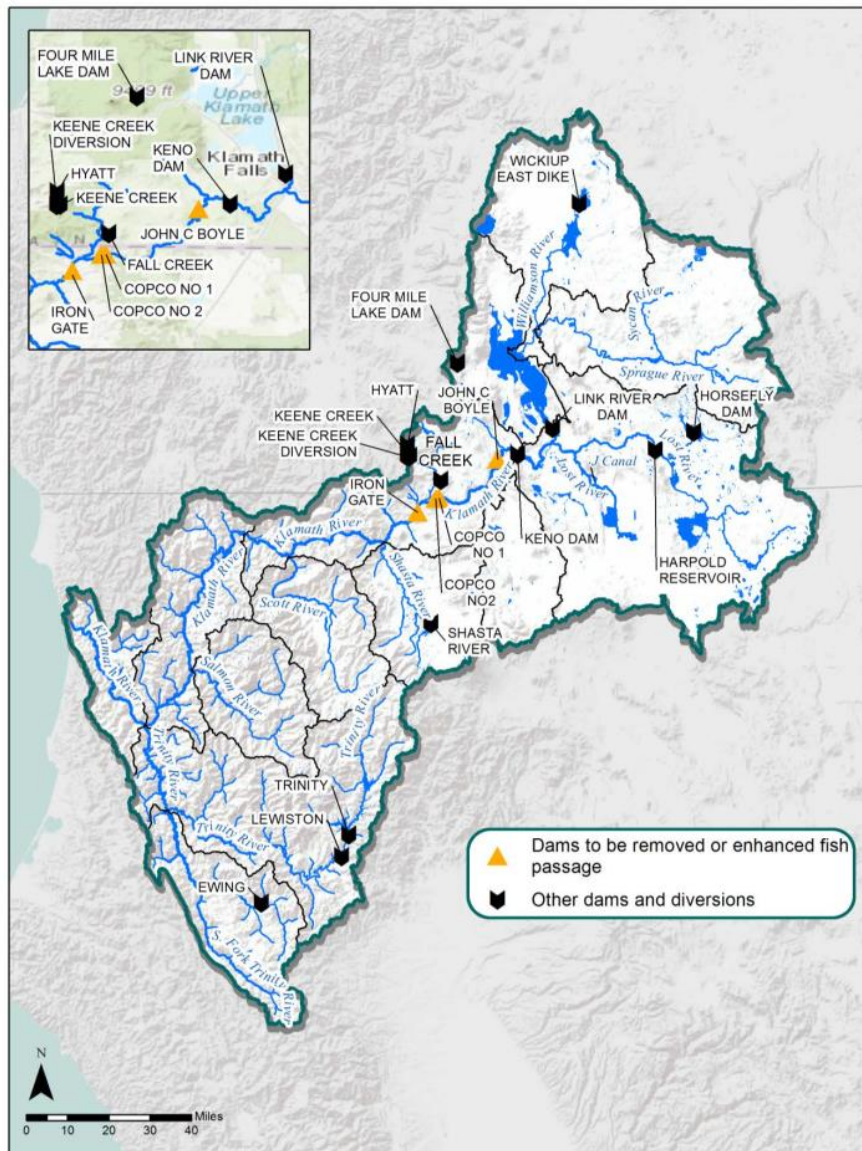 FOUR MILE
LAKE DAM
LINK RIVER
DAM
9499 ft
Upper
Klamath
Lake
KEENE CREEK
DIVERSION
KENO
DAM
Klamath
Falls
HYATT
KEENE CREEK
JOHN C BOYLE
A N
FALL CREEK
COPCO NO 1
IRON
GATE
COPCO NO 2
WICKIUP
EAST DIKE
Williamson River
Sycan River
FOUR MILE
LAKE DAM
Sprague River
HYATT
JOHN C
BOYLE
LINK RIVER
DAM
HORSEFLY
DAM
KEENE CREEK
KEENE CREEK
DIVERSION
FALL
CREEK
Lost River
J Canal
Lost River
IRON
GATE
Klamath River
Klamath River
COPCO
NO 1
KENO DAM
HARPOLD
RESERVOIR
COPCO
NO2
Klamath River
Shasta River
Scott River
SHASTA
RIVER
Klamath River
Salmon River
Trinity River
Trinity River
TRINITY
LEWISTON
Trinity River
EWING
S. Fork Trinity River
Dams to be removed or enhanced fish
passage
Other dams and diversions
N
Miles
0 10 20 30 40